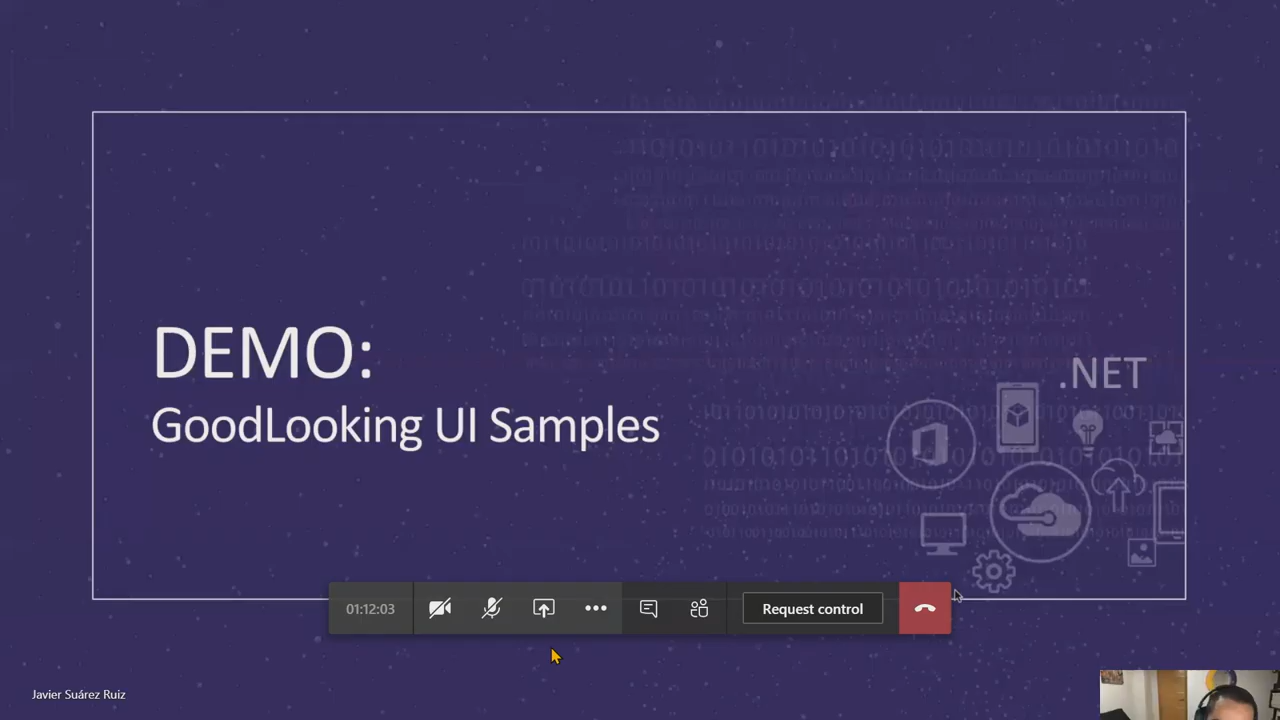 DEMO:
GoodLooking UI Samples
.NET
01:12:03
Request control
Javier Suárez Ruiz